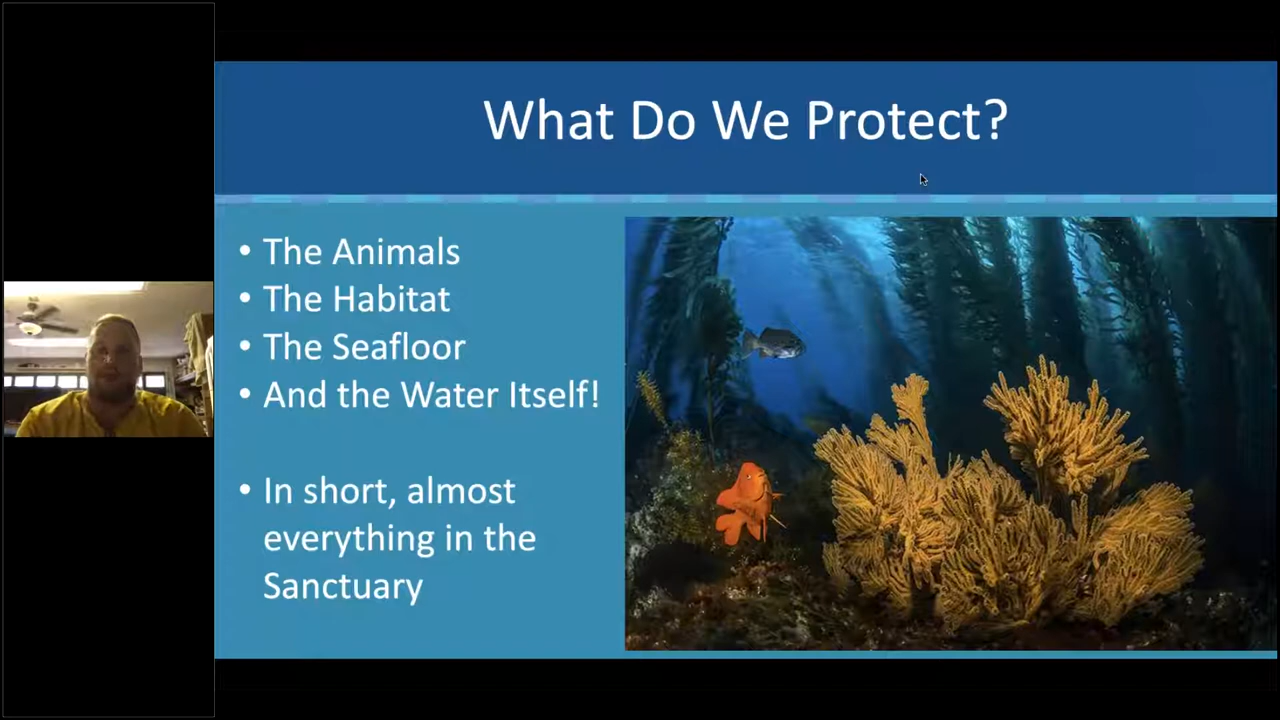 What Do We Protect?
• The Animals
• The Habitat
• The Seafloor
• And the Water Itself!
• In short, almost
everything in the
Sanctuary